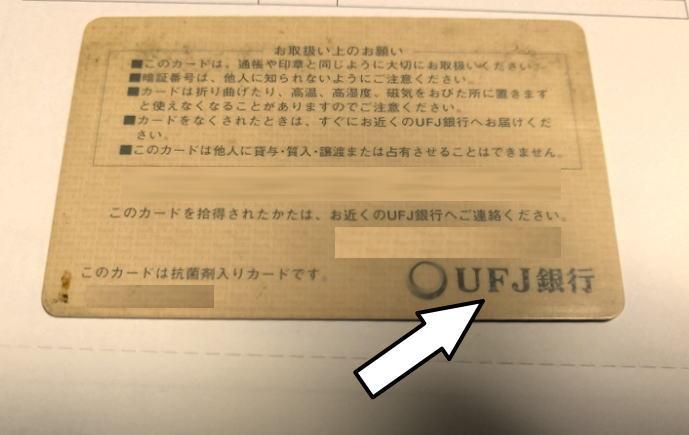 お取扱い上のお願い
■このカードは、通帳や印章と同じように大切にお取扱いください。
■暗証番号は、他人に知られないようにご注意ください。
■カードは折り曲げたり、高温、高湿度、磁気をおびた所に置きます
と使えなくなることがありますのでご注意ください。
■カードをなくされたときは、すぐにお近くのUFJ銀行へお届けくだ
さい。
■このカードは他人に貸与・質入・譲渡または占有させることはできません。
このカードを拾得されたかたは、お近くのUFJ銀行へご連絡ください。
このカードは抗菌剤入りカードです。
UFJ銀行